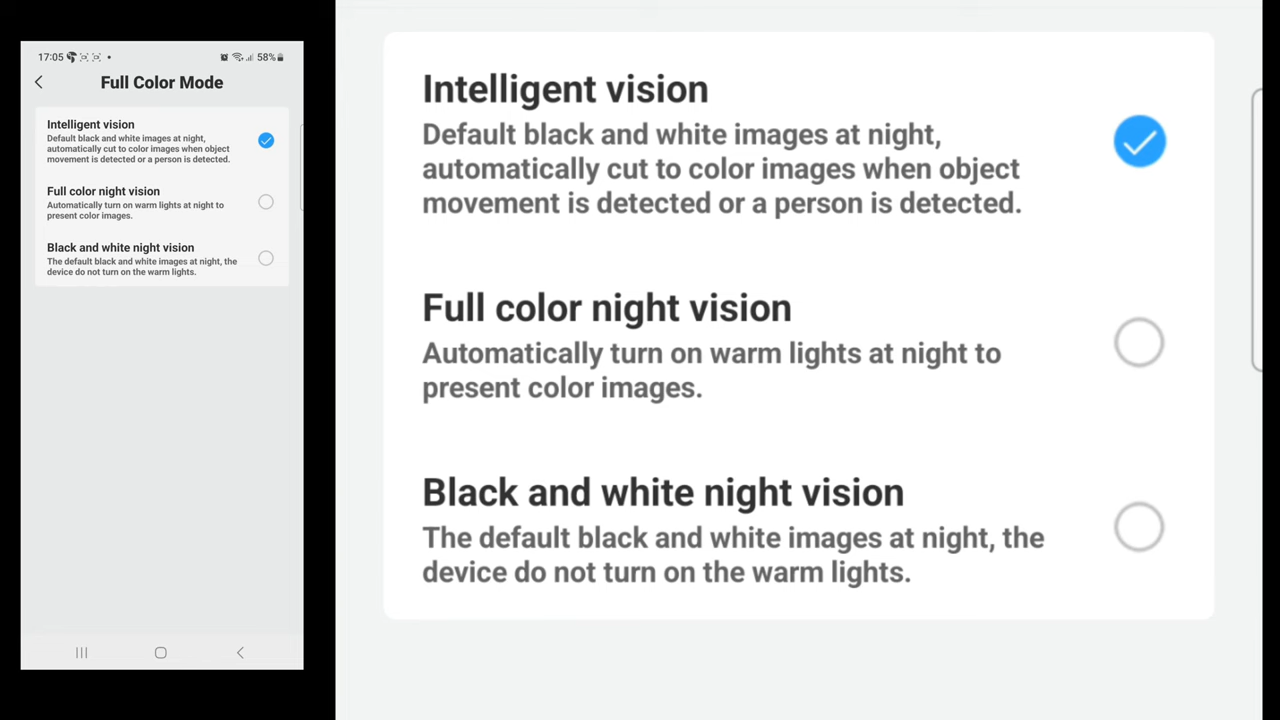 17:05
58%
Full Color Mode
Intelligent vision
Default black and white images at night,
automatically cut to color images when object
movement is detected or a person is detected.
Full color night vision
Automatically turn on warm lights at night to
present color images.
Black and white night vision
The default black and white images at night, the
device do not turn on the warm lights.
Intelligent vision
Default black and white images at night,
automatically cut to color images when object
movement is detected or a person is detected.
Full color night vision
Automatically turn on warm lights at night to
present color images.
Black and white night vision
The default black and white images at night, the
device do not turn on the warm lights.